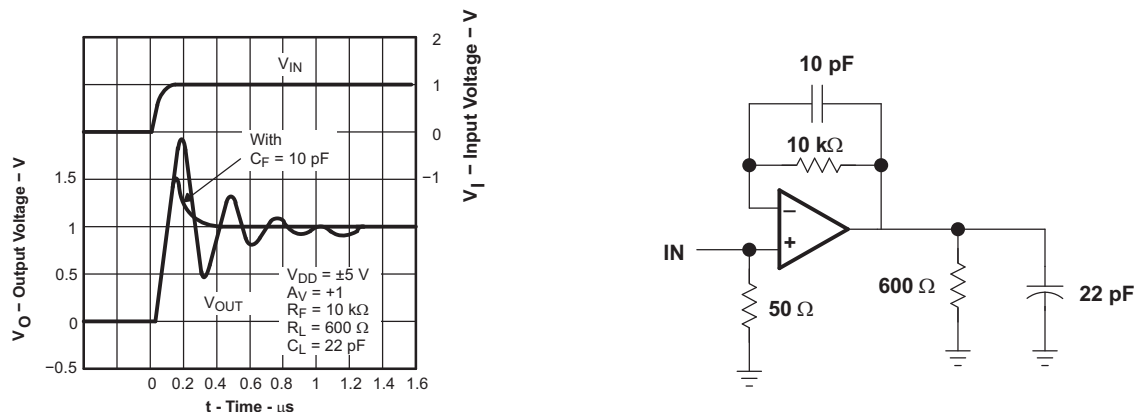 2
1
0
−1
V_I − Input Voltage − V
V_IN
With
C_F = 10 pF
1.5
1
0.5
0
−0.5
V_O − Output Voltage − V
V_OUT
V_DD = ±5 V
A_V = +1
R_F = 10 kΩ
R_L = 600 Ω
C_L = 22 pF
0 0.2 0.4 0.6 0.8 1 1.2 1.4 1.6
t - Time - μs
10 pF
10 kΩ
−
+
IN
50 Ω
600 Ω
22 pF